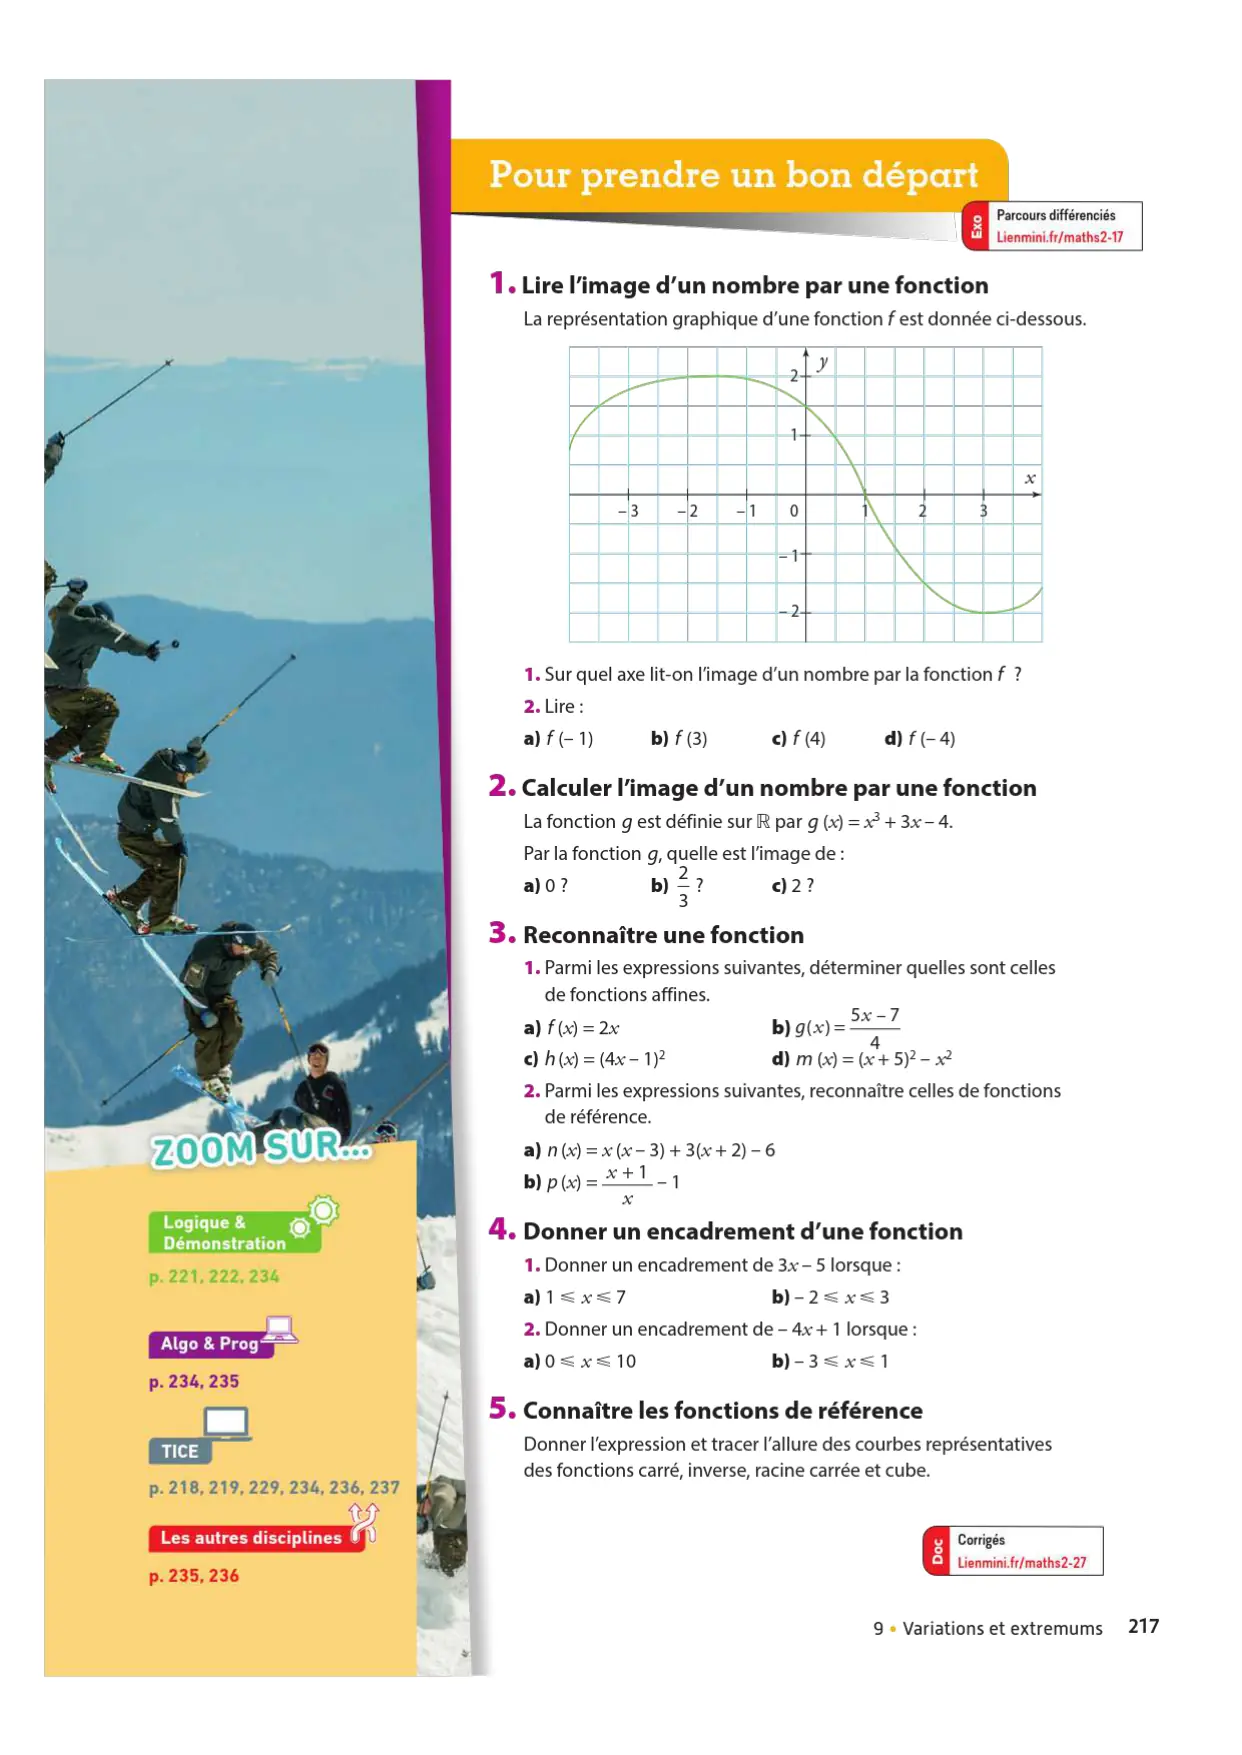 Pour prendre un bon départ
Exo
Parcours différenciés
Lienmini.fr/maths2-17
1. Lire l'image d'un nombre par une fonction
La représentation graphique d'une fonction f est donnée ci-dessous.
y
2
1
x
– 3 – 2 – 1 0 1 2 3
– 1
– 2
1. Sur quel axe lit-on l'image d'un nombre par la fonction f ?
2. Lire :
a) f (– 1) b) f (3) c) f (4) d) f (– 4)
2. Calculer l'image d'un nombre par une fonction
La fonction g est définie sur ℝ par g (x) = x³ + 3x – 4.
Par la fonction g, quelle est l'image de :
a) 0 ? b) 2/3 ? c) 2 ?
3. Reconnaître une fonction
1. Parmi les expressions suivantes, déterminer quelles sont celles
de fonctions affines.
a) f (x) = 2x b) g(x) = (5x – 7)/4
c) h (x) = (4x – 1)² d) m (x) = (x + 5)² – x²
2. Parmi les expressions suivantes, reconnaître celles de fonctions
de référence.
a) n (x) = x (x – 3) + 3(x + 2) – 6
b) p (x) = (x + 1)/x – 1
4. Donner un encadrement d'une fonction
1. Donner un encadrement de 3x – 5 lorsque :
a) 1 ⩽ x ⩽ 7 b) – 2 ⩽ x ⩽ 3
2. Donner un encadrement de – 4x + 1 lorsque :
a) 0 ⩽ x ⩽ 10 b) – 3 ⩽ x ⩽ 1
5. Connaître les fonctions de référence
Donner l'expression et tracer l'allure des courbes représentatives
des fonctions carré, inverse, racine carrée et cube.
Doc
Corrigés
Lienmini.fr/maths2-27
ZOOM SUR...
Logique &
Démonstration
p. 221, 222, 234
Algo & Prog
p. 234, 235
TICE
p. 218, 219, 229, 234, 236, 237
Les autres disciplines
p. 235, 236
9 • Variations et extremums 217